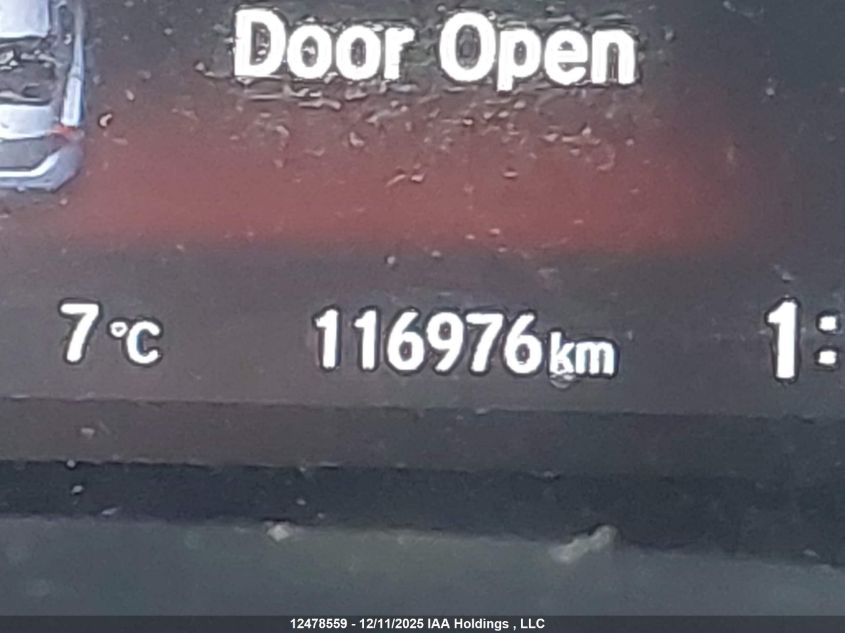 Door Open
7°C 116976km 1:
12478559 - 12/11/2025 IAA Holdings , LLC